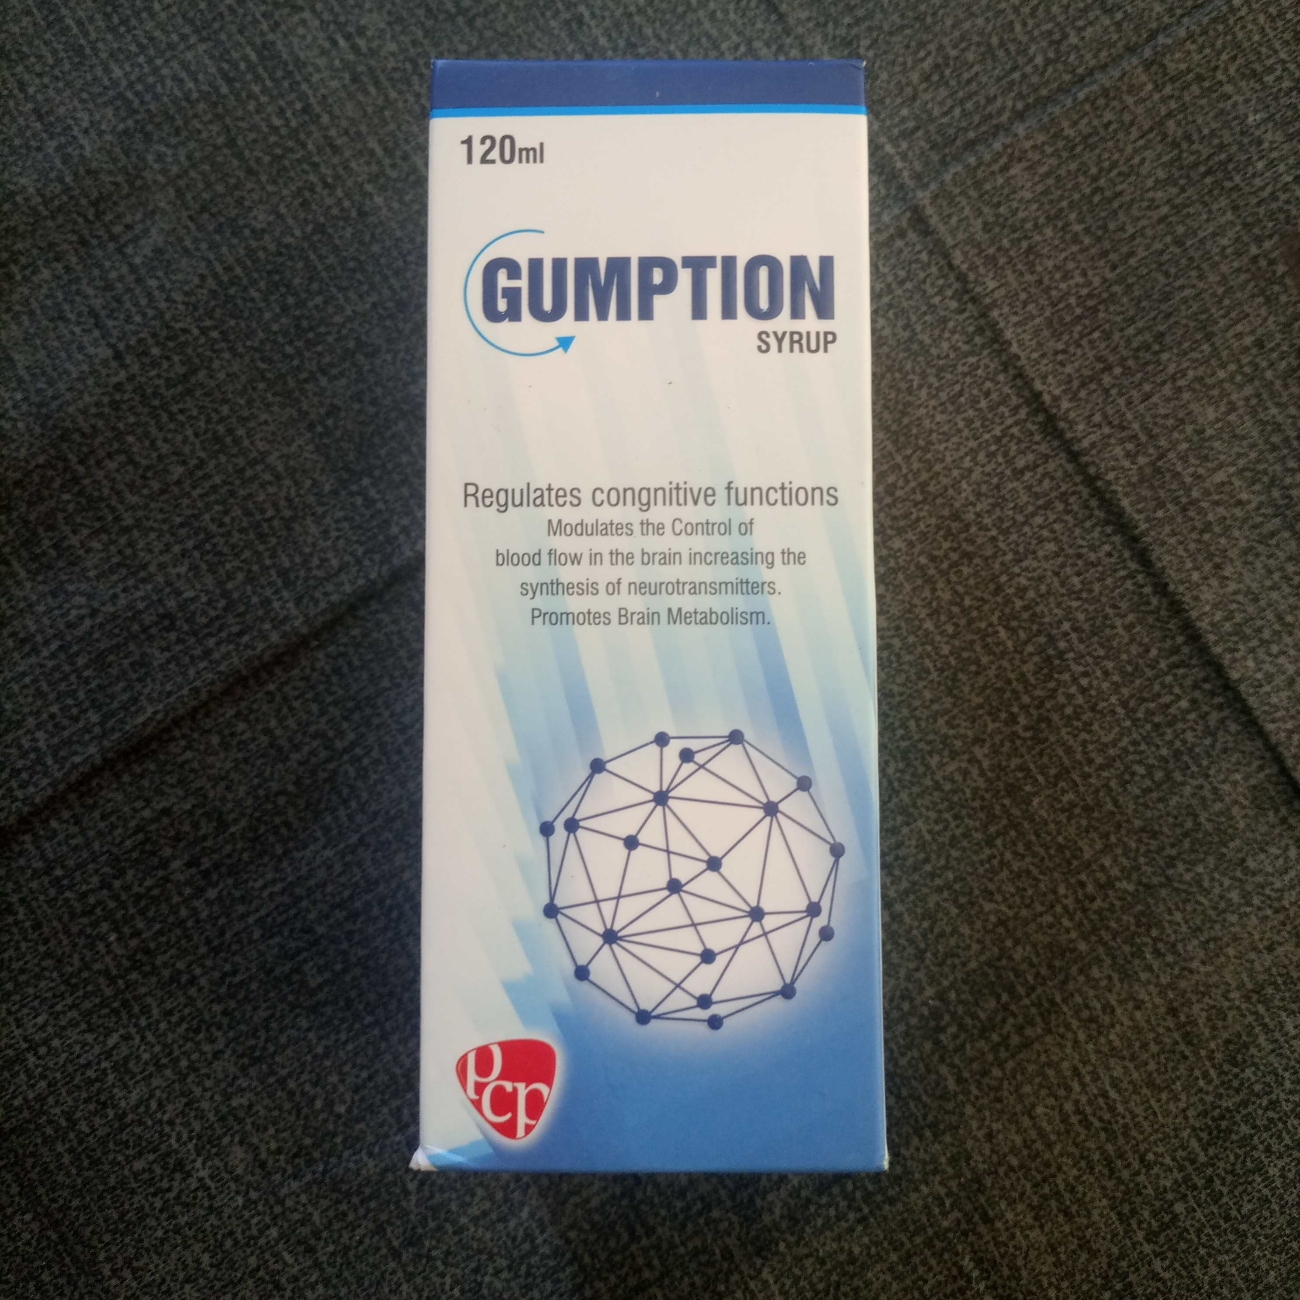 120ml
GUMPTION
SYRUP
Regulates congnitive functions
Modulates the Control of
blood flow in the brain increasing the
synthesis of neurotransmitters.
Promotes Brain Metabolism.
pcp